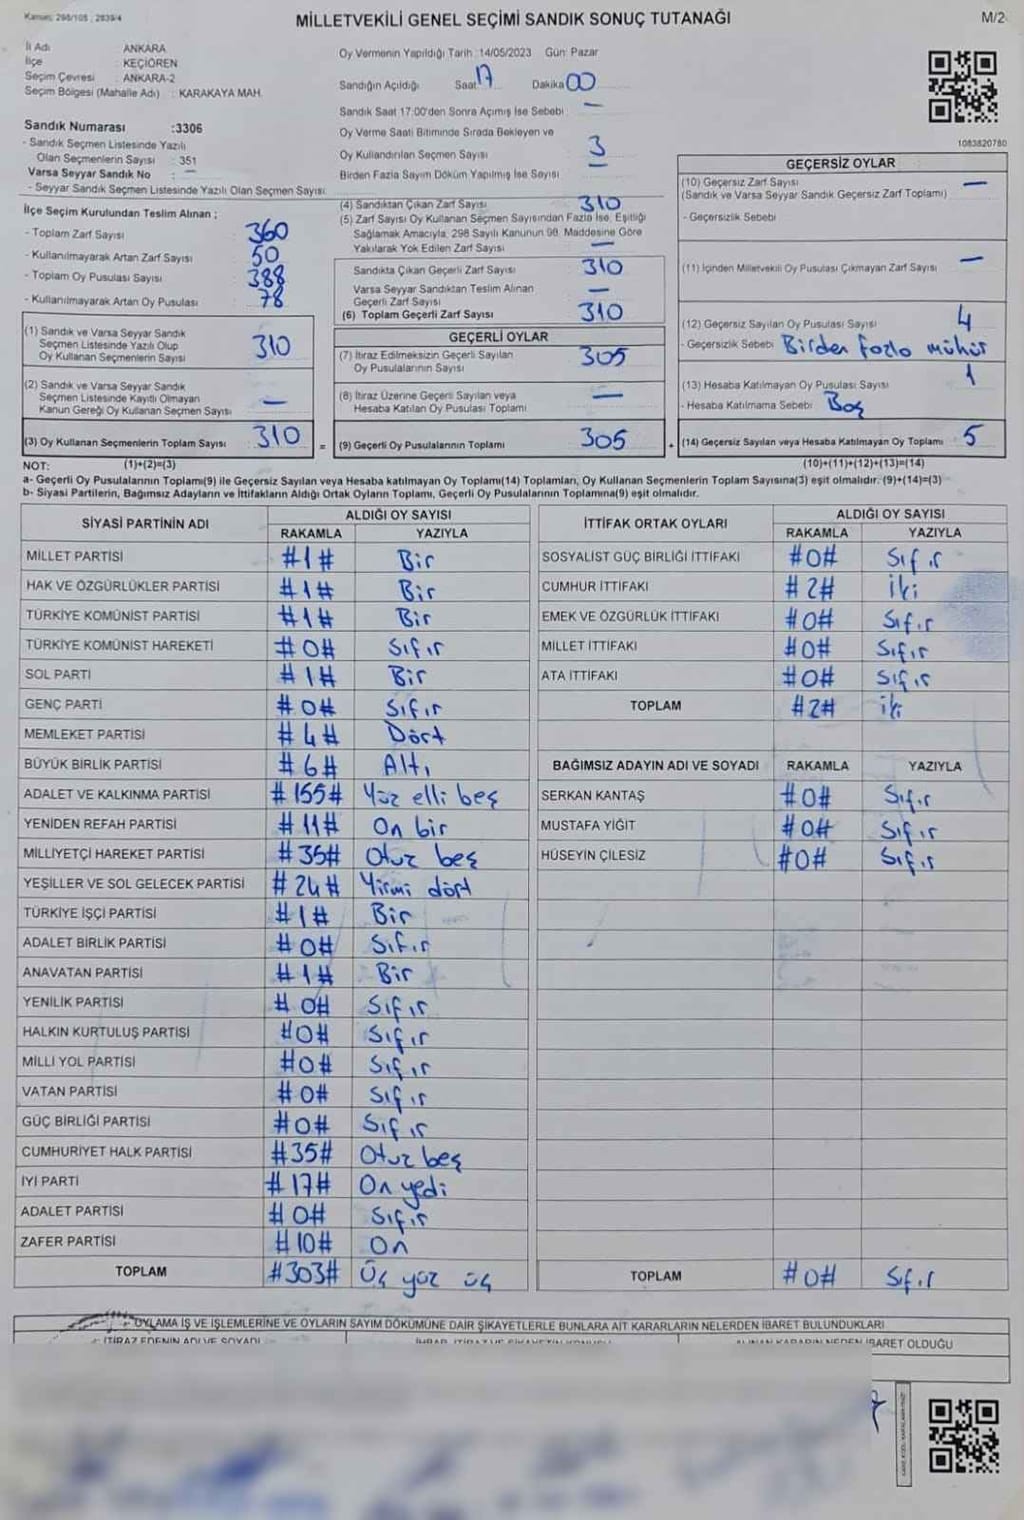 Kanun: 298/105 ; 2839/4
MİLLETVEKİLİ GENEL SEÇİMİ SANDIK SONUÇ TUTANAĞI
M/2
İl Adı ANKARA
İlçe KEÇİÖREN
Seçim Çevresi : ANKARA-2
Seçim Bölgesi (Mahalle Adı) : KARAKAYA MAH.
Oy Vermenin Yapıldığı Tarih :14/05/2023 Gün: Pazar
Sandığın Açıldığı Saat 17 Dakika 00
Sandık Saat 17:00'den Sonra Açımış İse Sebebi : —
Oy Verme Saati Bitiminde Sırada Bekleyen ve
Oy Kullandırılan Seçmen Sayısı 3
Birden Fazla Sayım Döküm Yapılmış İse Sayısı —
Sandık Numarası :3306
- Sandık Seçmen Listesinde Yazılı
Olan Seçmenlerin Sayısı : 351
Varsa Seyyar Sandık No : —
- Seyyar Sandık Seçmen Listesinde Yazılı Olan Seçmen Sayısı:
İlçe Seçim Kurulundan Teslim Alınan ;
- Toplam Zarf Sayısı 360
- Kullanılmayarak Artan Zarf Sayısı 50
- Toplam Oy Pusulası Sayısı 388
- Kullanılmayarak Artan Oy Pusulası 78
(1) Sandık ve Varsa Seyyar Sandık
Seçmen Listesinde Yazılı Olup
Oy Kullanan Seçmenlerin Sayısı 310
(2) Sandık ve Varsa Seyyar Sandık
Seçmen Listesinde Kayıtlı Olmayan
Kanun Gereği Oy Kullanan Seçmen Sayısı —
(3) Oy Kullanan Seçmenlerin Toplam Sayısı 310
=
(4) Sandıktan Çıkan Zarf Sayısı 310
(5) Zarf Sayısı Oy Kullanan Seçmen Sayısından Fazla İse, Eşitliği
Sağlamak Amacıyla, 298 Sayılı Kanunun 98. Maddesine Göre
Yakılarak Yok Edilen Zarf Sayısı —
Sandıkta Çıkan Geçerli Zarf Sayısı 310
Varsa Seyyar Sandıktan Teslim Alınan
Geçerli Zarf Sayısı —
(6) Toplam Geçerli Zarf Sayısı 310
GEÇERLİ OYLAR
(7) İtiraz Edilmeksizin Geçerli Sayılan
Oy Pusulalarının Sayısı 305
(8) İtiraz Üzerine Geçerli Sayılan veya
Hesaba Katılan Oy Pusulası Toplamı —
(9) Geçerli Oy Pusulalarının Toplamı 305
+
1083820780
GEÇERSİZ OYLAR
(10) Geçersiz Zarf Sayısı —
(Sandık ve Varsa Seyyar Sandık Geçersiz Zarf Toplamı)
- Geçersizlik Sebebi
(11) İçinden Milletvekili Oy Pusulası Çıkmayan Zarf Sayısı —
(12) Geçersiz Sayılan Oy Pusulası Sayısı 4
- Geçersizlik Sebebi Birden fazla mühür
(13) Hesaba Katılmayan Oy Pusulası Sayısı 1
- Hesaba Katılmama Sebebi Boş
(14) Geçersiz Sayılan veya Hesaba Katılmayan Oy Toplamı 5
NOT: (1)+(2)=(3)
(10)+(11)+(12)+(13)=(14)
a- Geçerli Oy Pusulalarının Toplamı(9) ile Geçersiz Sayılan veya Hesaba katılmayan Oy Toplamı(14) Toplamları, Oy Kullanan Seçmenlerin Toplam Sayısına(3) eşit olmalıdır. (9)+(14)=(3)
b- Siyasi Partilerin, Bağımsız Adayların ve İttifakların Aldığı Ortak Oyların Toplamı, Geçerli Oy Pusulalarının Toplamına(9) eşit olmalıdır.
SİYASİ PARTİNİN ADI ALDIĞI OY SAYISI
RAKAMLA YAZIYLA
MİLLET PARTİSİ #1# Bir
HAK VE ÖZGÜRLÜKLER PARTİSİ #1# Bir
TÜRKİYE KOMÜNİST PARTİSİ #1# Bir
TÜRKİYE KOMÜNİST HAREKETİ #0# Sıfır
SOL PARTİ #1# Bir
GENÇ PARTİ #0# Sıfır
MEMLEKET PARTİSİ #4# Dört
BÜYÜK BİRLİK PARTİSİ #6# Altı
ADALET VE KALKINMA PARTİSİ #155# Yüz elli beş
YENİDEN REFAH PARTİSİ #11# On bir
MİLLİYETÇİ HAREKET PARTİSİ #35# Otuz beş
YEŞİLLER VE SOL GELECEK PARTİSİ #24# Yirmi dört
TÜRKİYE İŞÇİ PARTİSİ #1# Bir
ADALET BİRLİK PARTİSİ #0# Sıfır
ANAVATAN PARTİSİ #1# Bir
YENİLİK PARTİSİ #0# Sıfır
HALKIN KURTULUŞ PARTİSİ #0# Sıfır
MİLLİ YOL PARTİSİ #0# Sıfır
VATAN PARTİSİ #0# Sıfır
GÜÇ BİRLİĞİ PARTİSİ #0# Sıfır
CUMHURİYET HALK PARTİSİ #35# Otuz beş
İYİ PARTİ #17# On yedi
ADALET PARTİSİ #0# Sıfır
ZAFER PARTİSİ #10# On
TOPLAM #303# Üç yüz üç
İTTİFAK ORTAK OYLARI ALDIĞI OY SAYISI
RAKAMLA YAZIYLA
SOSYALİST GÜÇ BİRLİĞİ İTTİFAKI #0# Sıfır
CUMHUR İTTİFAKI #2# İki
EMEK VE ÖZGÜRLÜK İTTİFAKI #0# Sıfır
MİLLET İTTİFAKI #0# Sıfır
ATA İTTİFAKI #0# Sıfır
TOPLAM #2# iki
BAĞIMSIZ ADAYIN ADI VE SOYADI RAKAMLA YAZIYLA
SERKAN KANTAŞ #0# Sıfır
MUSTAFA YİĞİT #0# Sıfır
HÜSEYİN ÇİLESİZ #0# Sıfır
TOPLAM #0# Sıfır
OYLAMA İŞ VE İŞLEMLERİNE VE OYLARIN SAYIM DÖKÜMÜNE DAİR ŞİKAYETLERLE BUNLARA AİT KARARLARIN NELERDEN İBARET BULUNDUKLARI
İTİRAZ EDENİN ADI VE SOYADI
ALINAN KARARIN NEDEN İBARET OLDUĞU